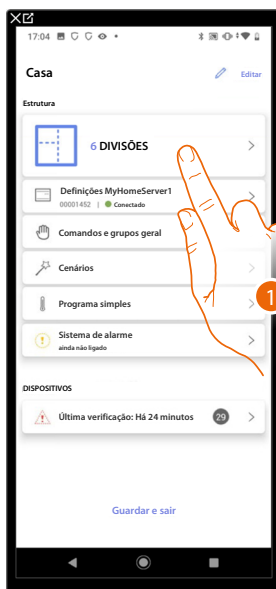 17:04
Casa
Editar
Estrutura
6 DIVISÕES
Definições MyHomeServer1
00001452 | Conectado
Comandos e grupos geral
Cenários
Programa simples
1
Sistema de alarme
ainda não ligado
DISPOSITIVOS
Última verificação: Há 24 minutos 29
Guardar e sair